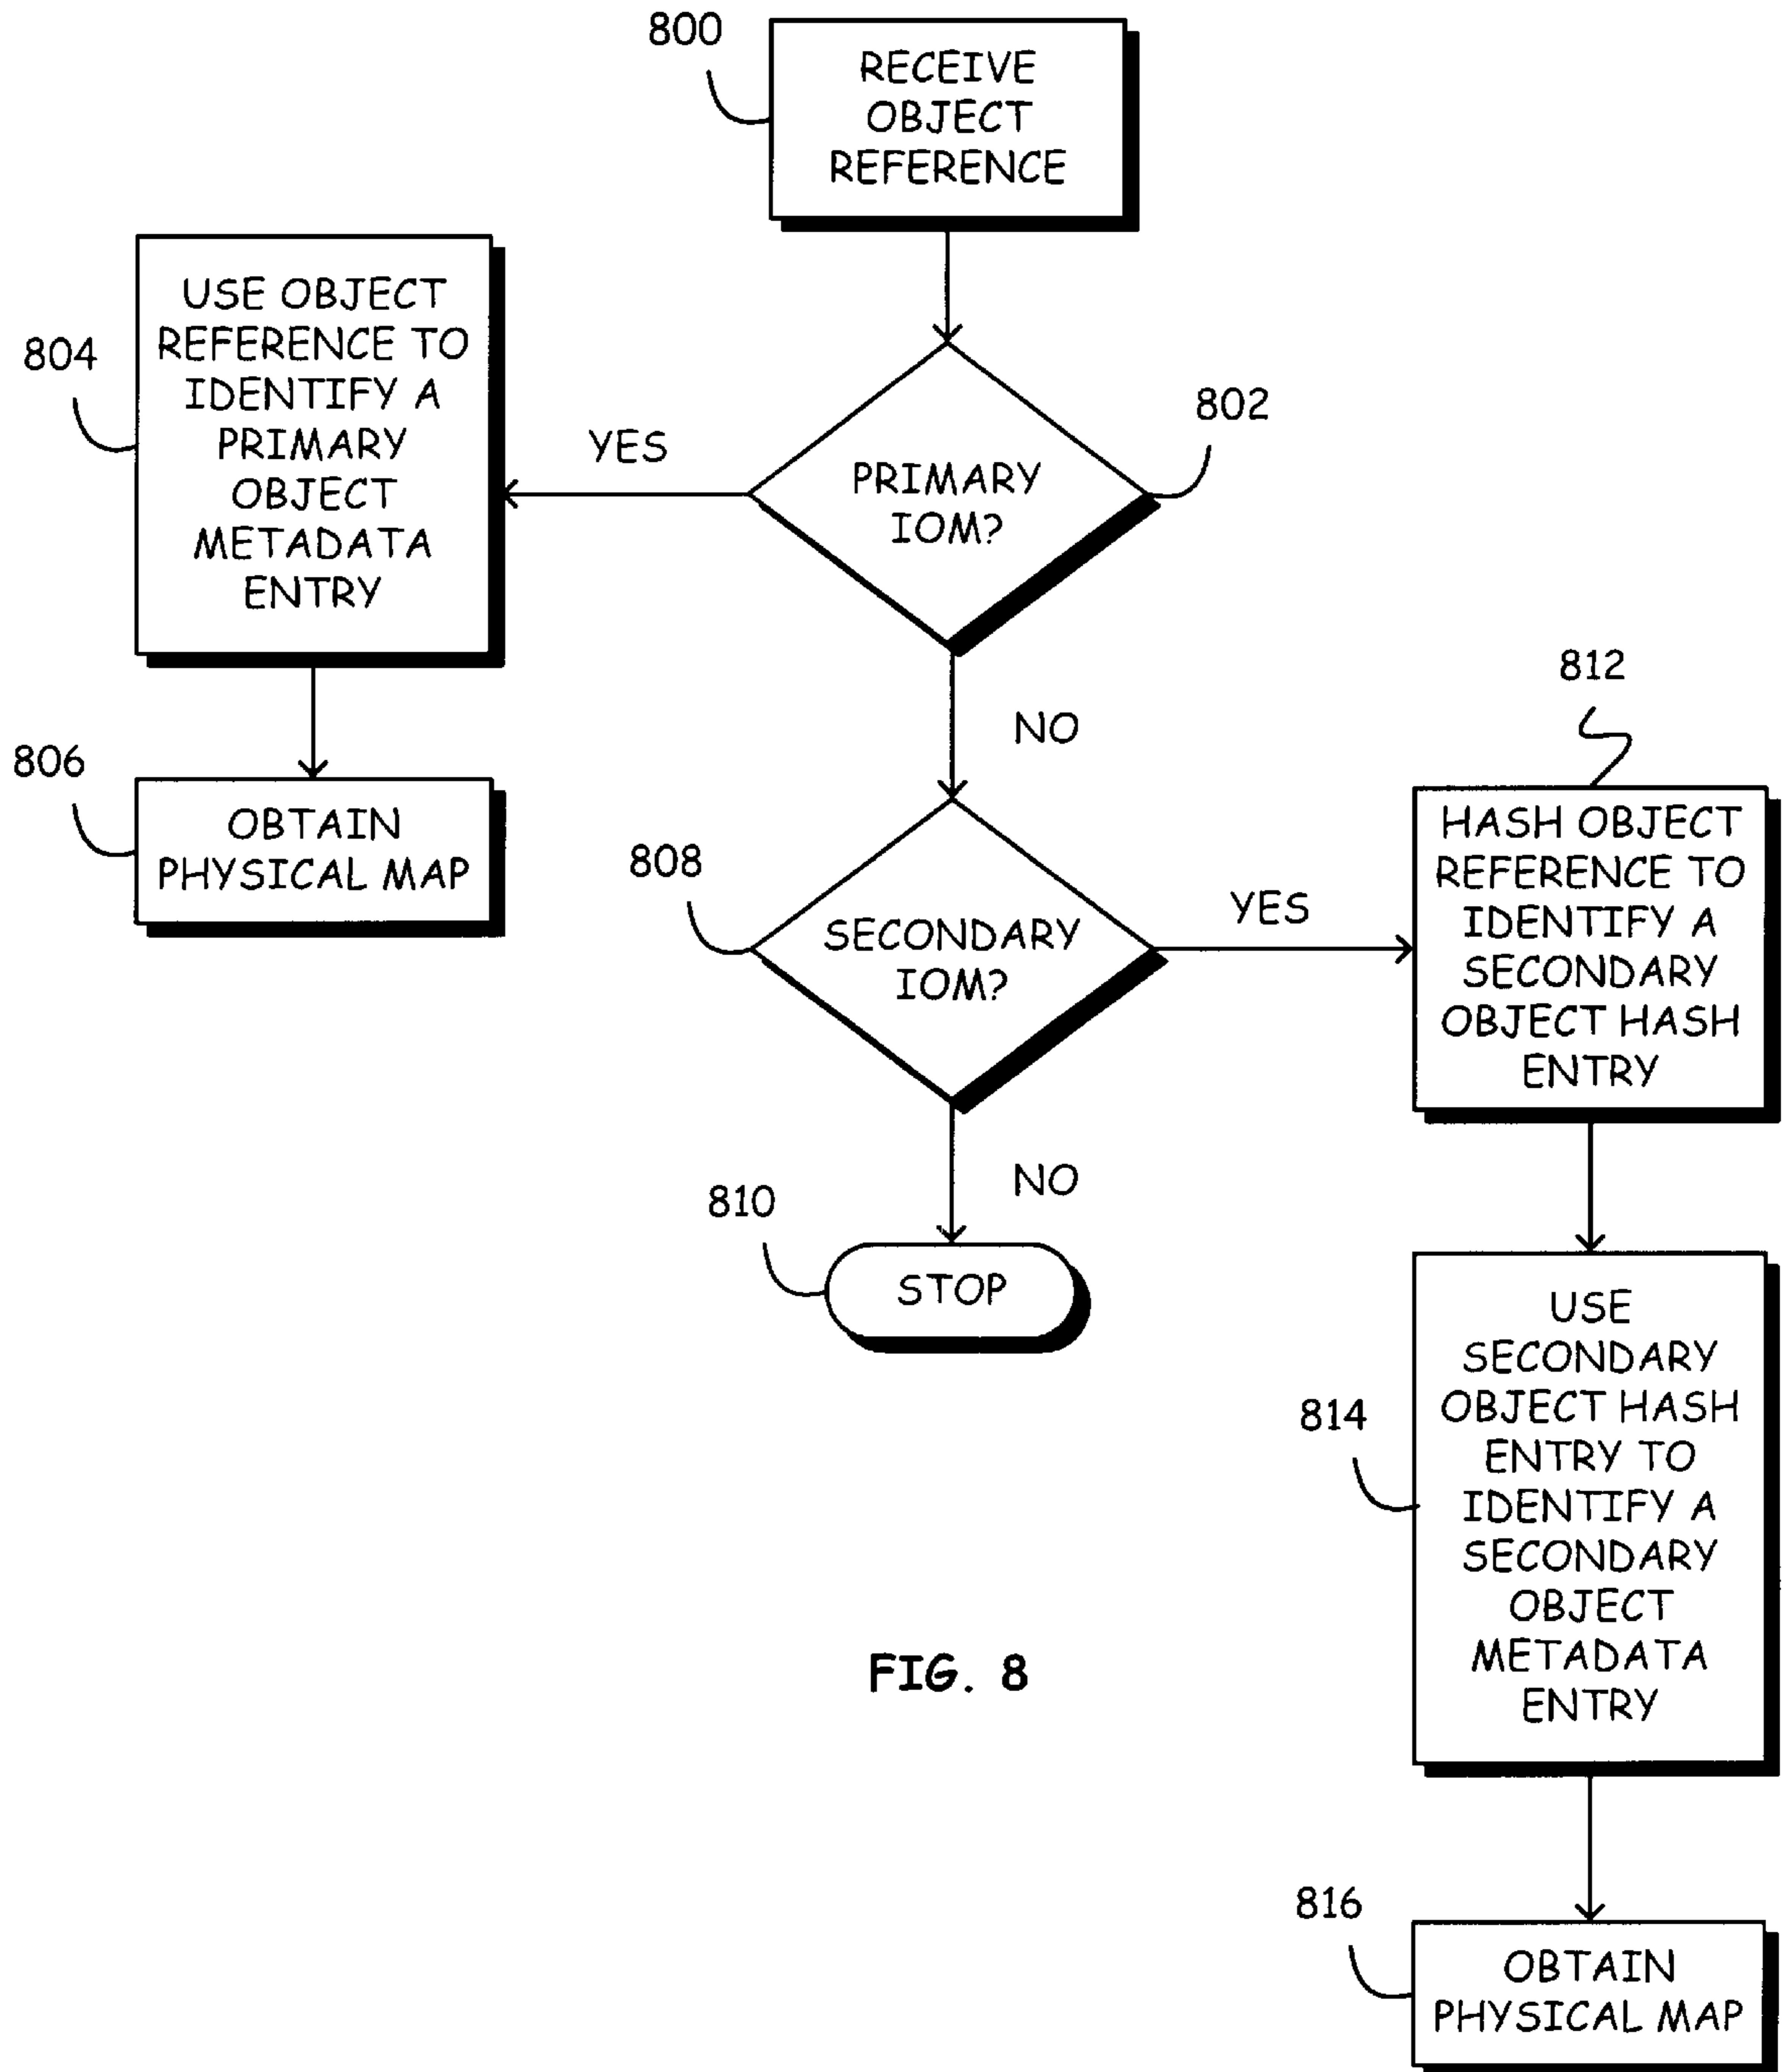 800
RECEIVE
OBJECT
REFERENCE
802
PRIMARY
IOM?
YES
804
USE OBJECT
REFERENCE TO
IDENTIFY A
PRIMARY
OBJECT
METADATA
ENTRY
806
OBTAIN
PHYSICAL MAP
NO
808
SECONDARY
IOM?
YES
812
HASH OBJECT
REFERENCE TO
IDENTIFY A
SECONDARY
OBJECT HASH
ENTRY
NO
810
STOP
814
USE
SECONDARY
OBJECT HASH
ENTRY TO
IDENTIFY A
SECONDARY
OBJECT
METADATA
ENTRY
816
OBTAIN
PHYSICAL MAP
FIG. 8